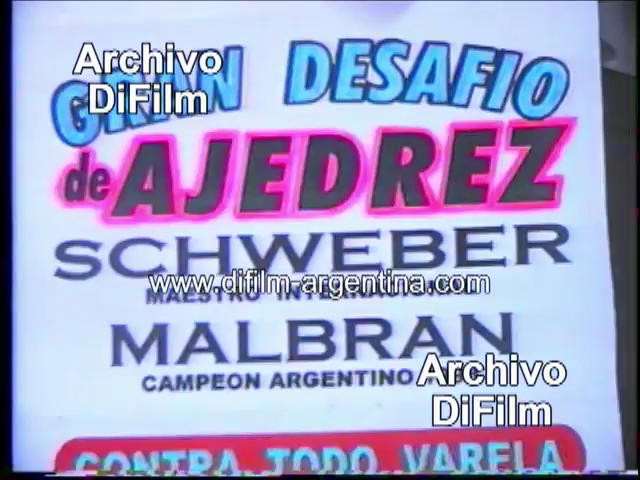 Archivo
DiFilm
GRAN DESAFIO
de AJEDREZ
SCHWEBER
www.difilm-argentina.com
MAESTRO INTERNACIONAL
MALBRAN
CAMPEON ARGENTINO
Archivo
DiFilm
CONTRA TODO VARELA